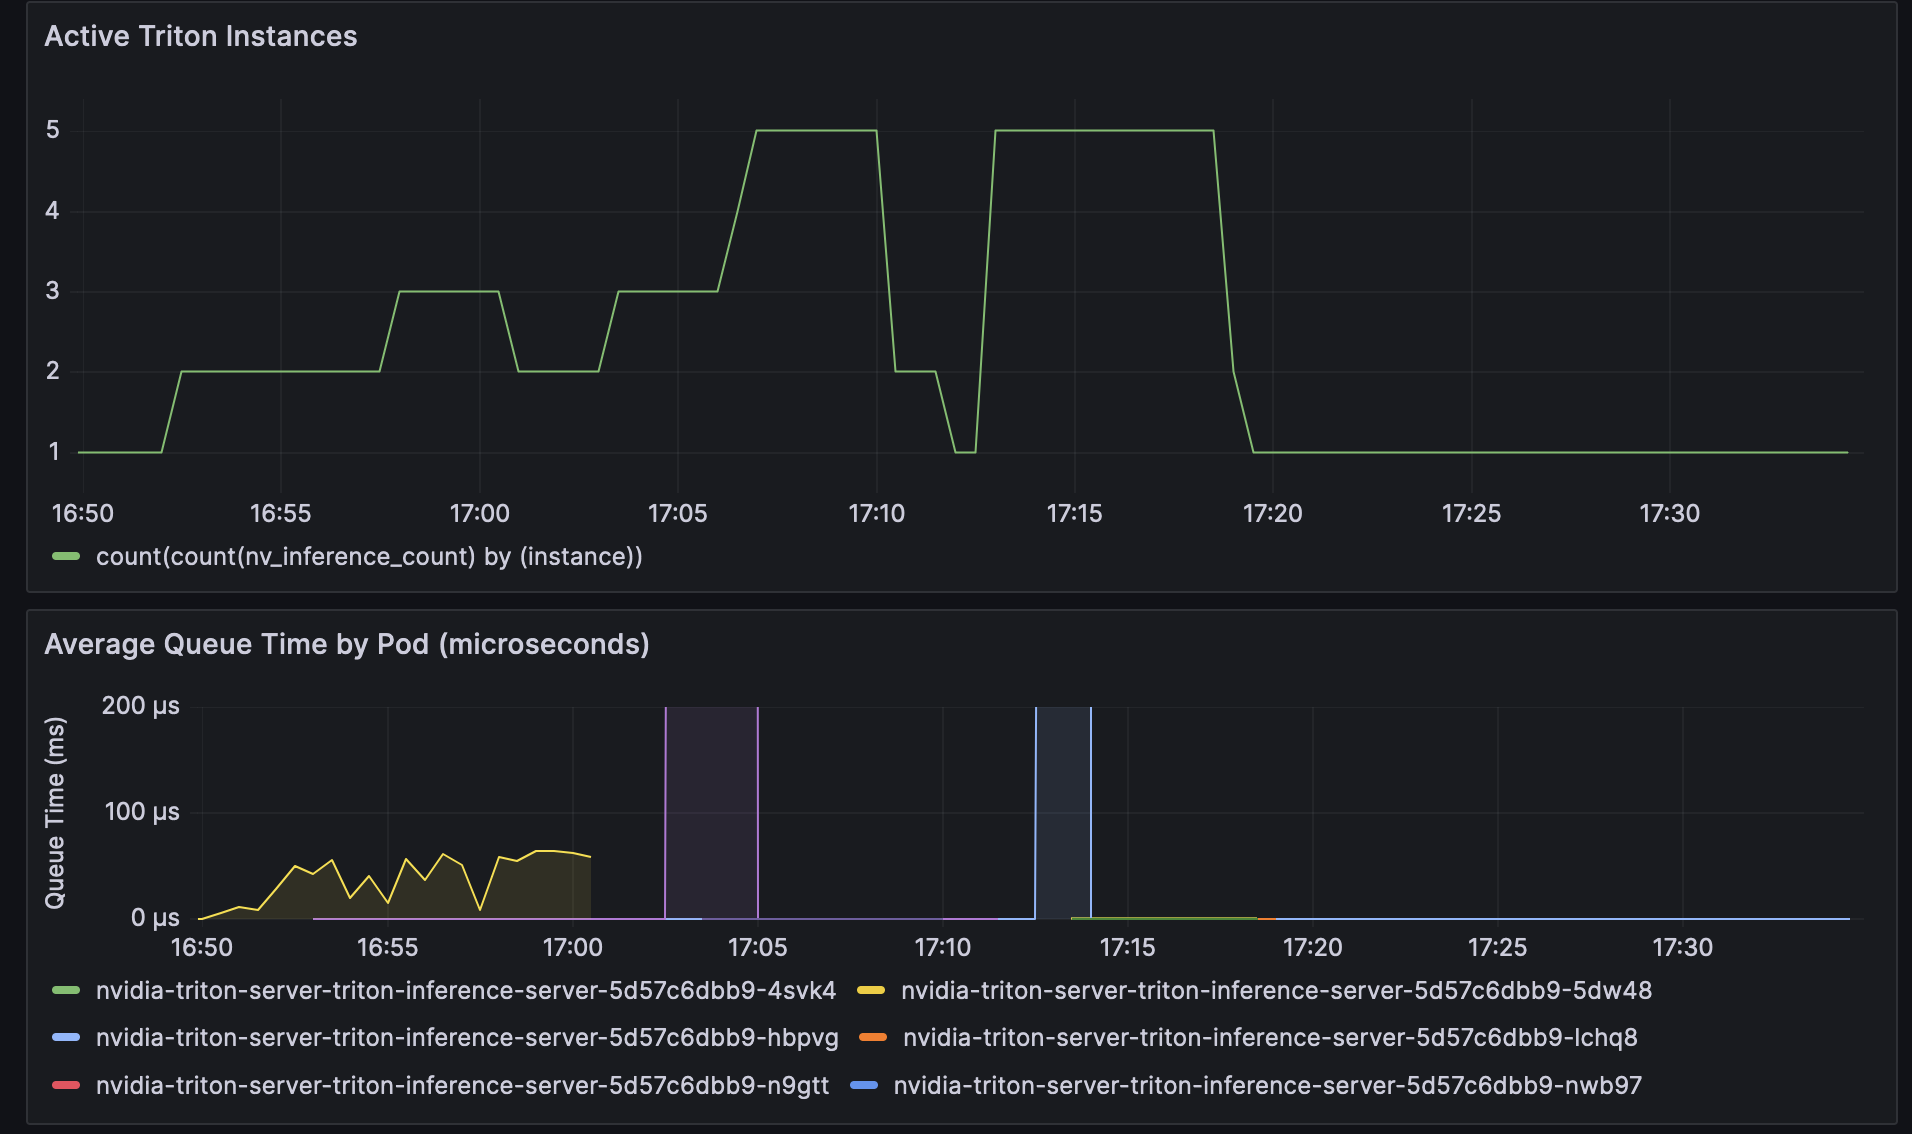 Active Triton Instances
5
4
3
2
1
16:50 16:55 17:00 17:05 17:10 17:15 17:20 17:25 17:30
count(count(nv_inference_count) by (instance))
Average Queue Time by Pod (microseconds)
Queue Time (ms)
200 µs
100 µs
0 µs
16:50 16:55 17:00 17:05 17:10 17:15 17:20 17:25 17:30
nvidia-triton-server-triton-inference-server-5d57c6dbb9-4svk4 nvidia-triton-server-triton-inference-server-5d57c6dbb9-5dw48
nvidia-triton-server-triton-inference-server-5d57c6dbb9-hbpvg nvidia-triton-server-triton-inference-server-5d57c6dbb9-lchq8
nvidia-triton-server-triton-inference-server-5d57c6dbb9-n9gtt nvidia-triton-server-triton-inference-server-5d57c6dbb9-nwb97